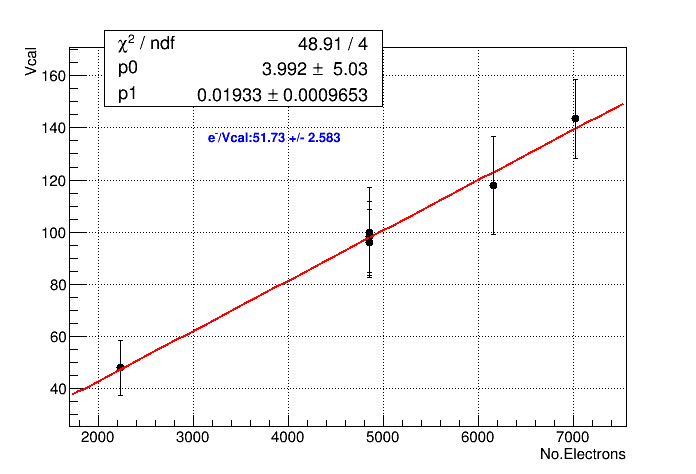 χ² / ndf 48.91 / 4
p0 3.992 ± 5.03
p1 0.01933 ± 0.0009653
e⁻/Vcal:51.73 +/- 2.583
Vcal
160
140
120
100
80
60
40
2000 3000 4000 5000 6000 7000
No.Electrons